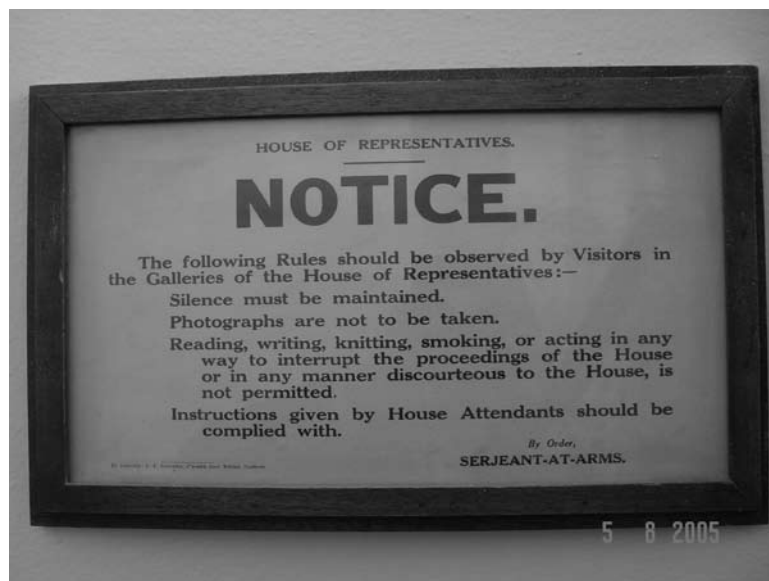 HOUSE OF REPRESENTATIVES.
NOTICE.
The following Rules should be observed by Visitors in
the Galleries of the House of Representatives:—
Silence must be maintained.
Photographs are not to be taken.
Reading, writing, knitting, smoking, or acting in any
way to interrupt the proceedings of the House
or in any manner discourteous to the House, is
not permitted.
Instructions given by House Attendants should be
complied with.
By Order,
SERJEANT-AT-ARMS.
5 8 2005